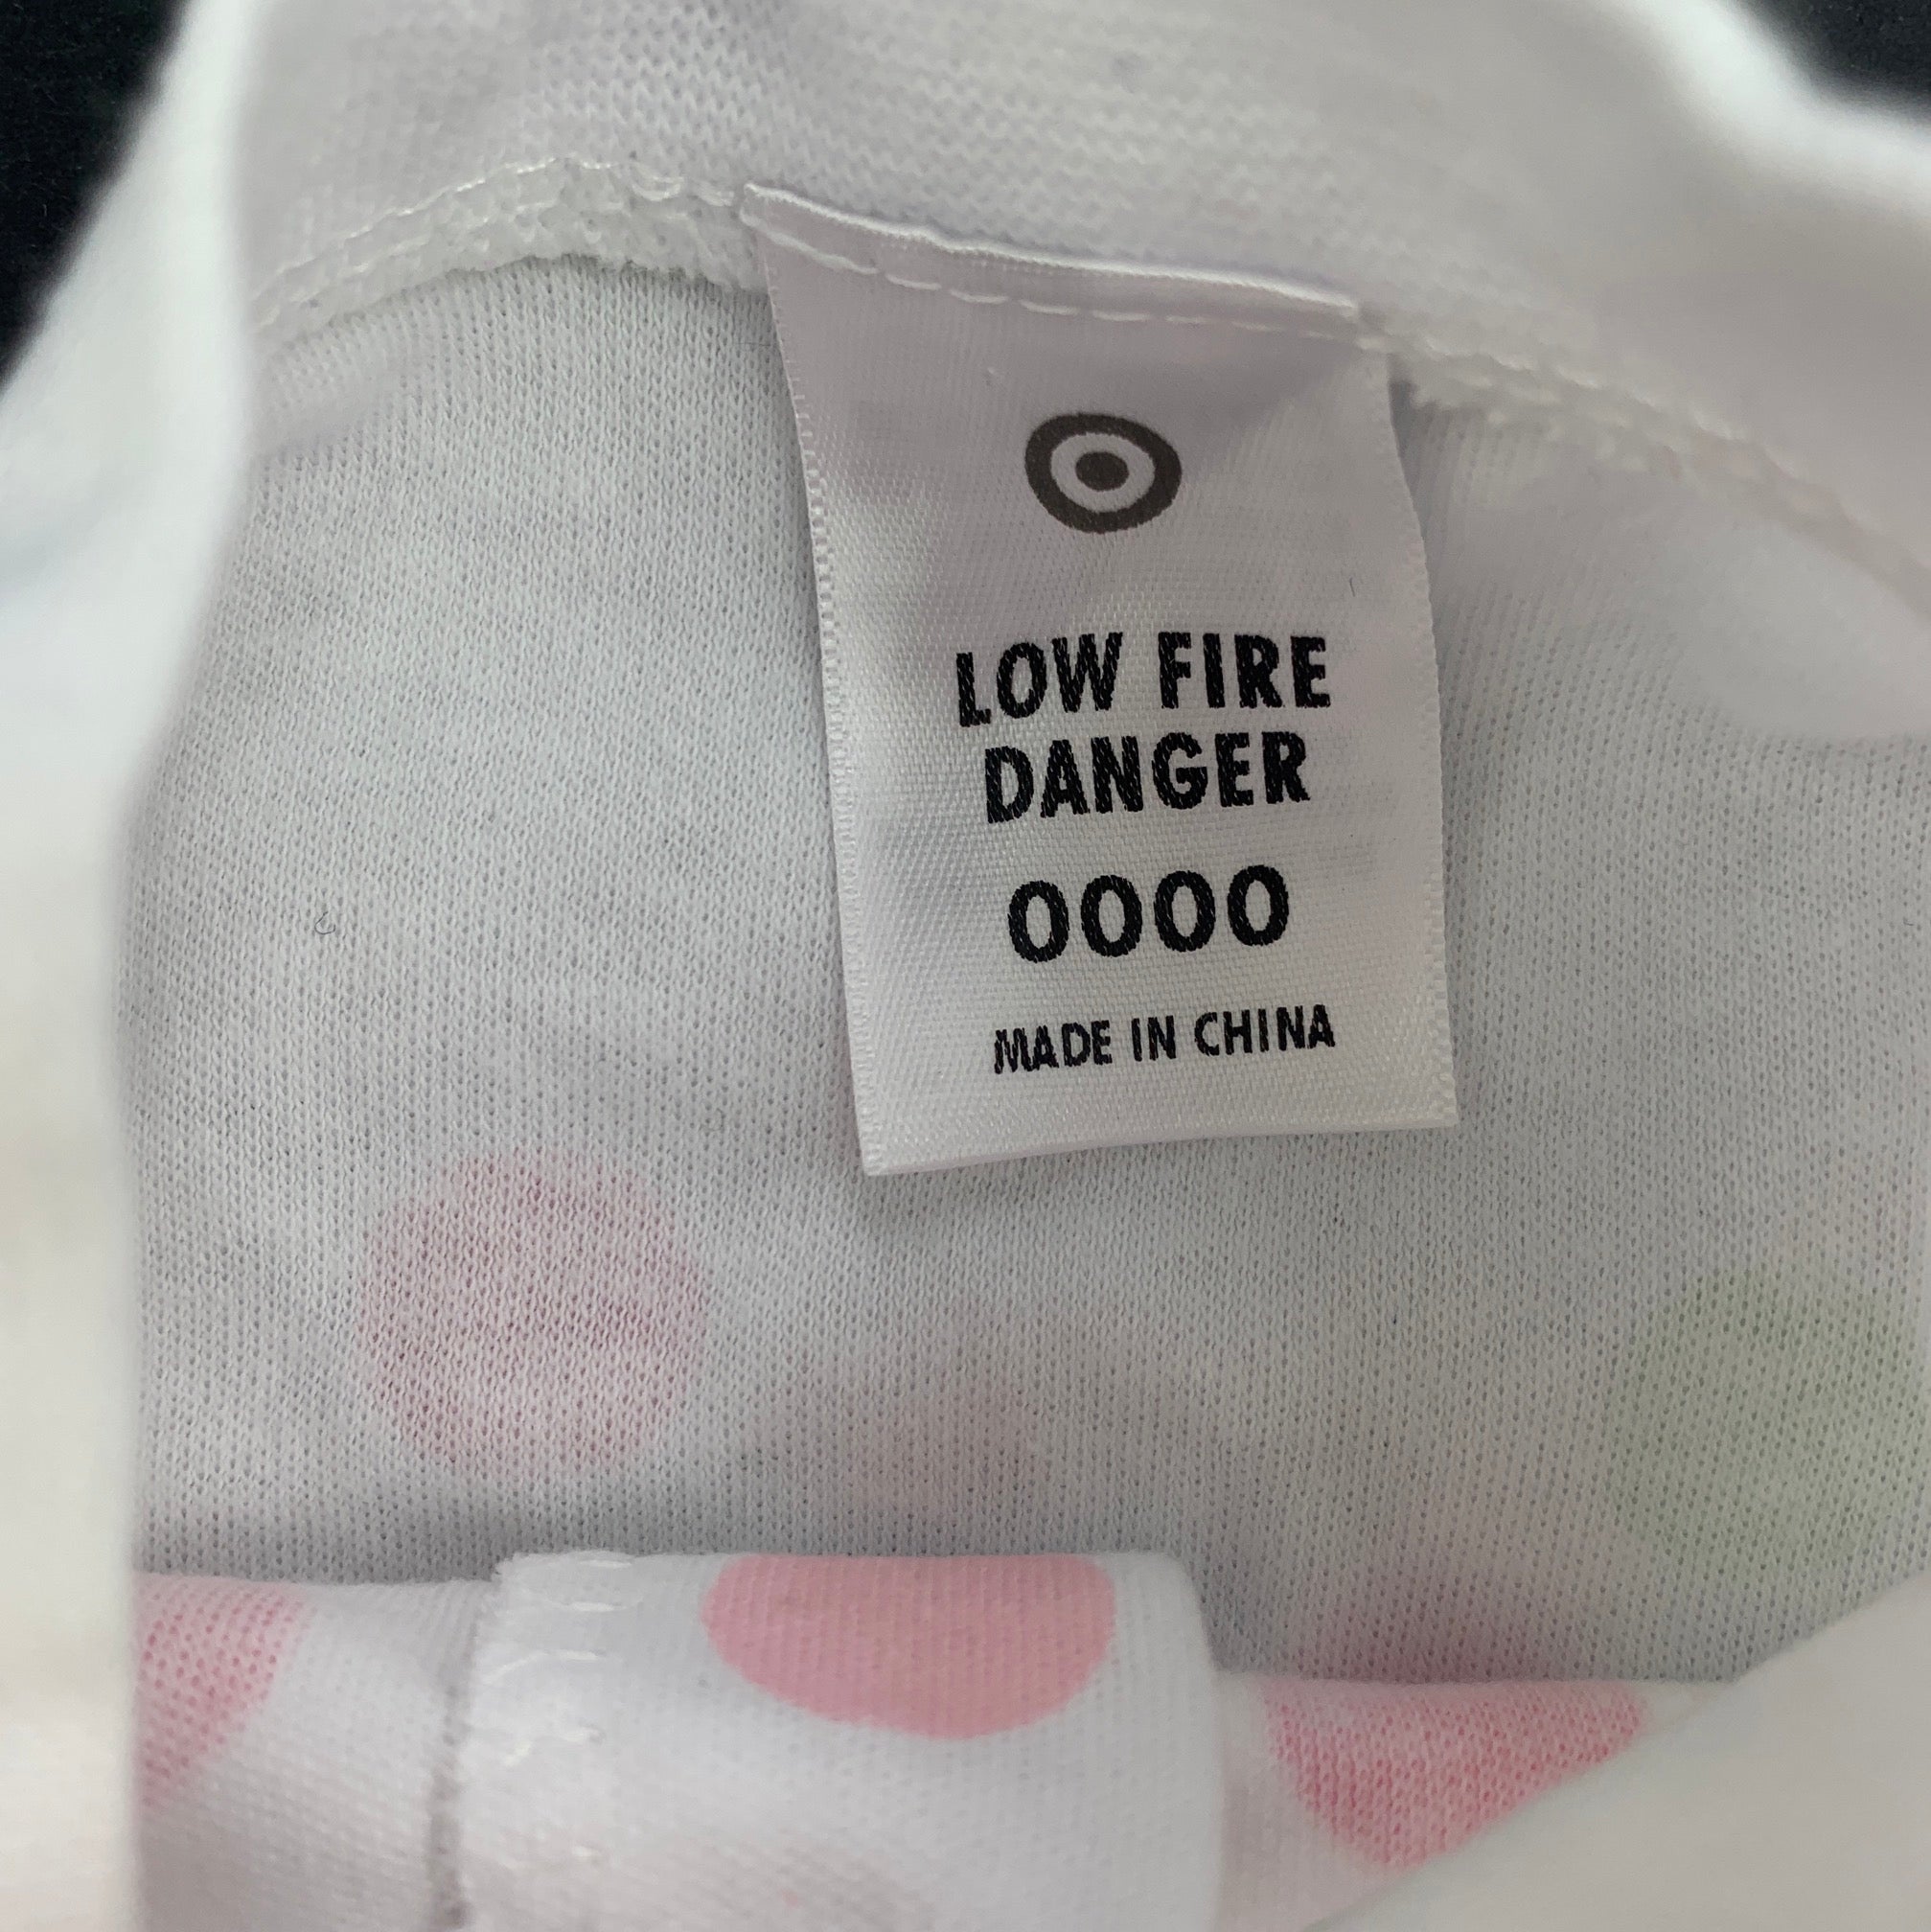 LOW FIRE
DANGER
0000
MADE IN CHINA